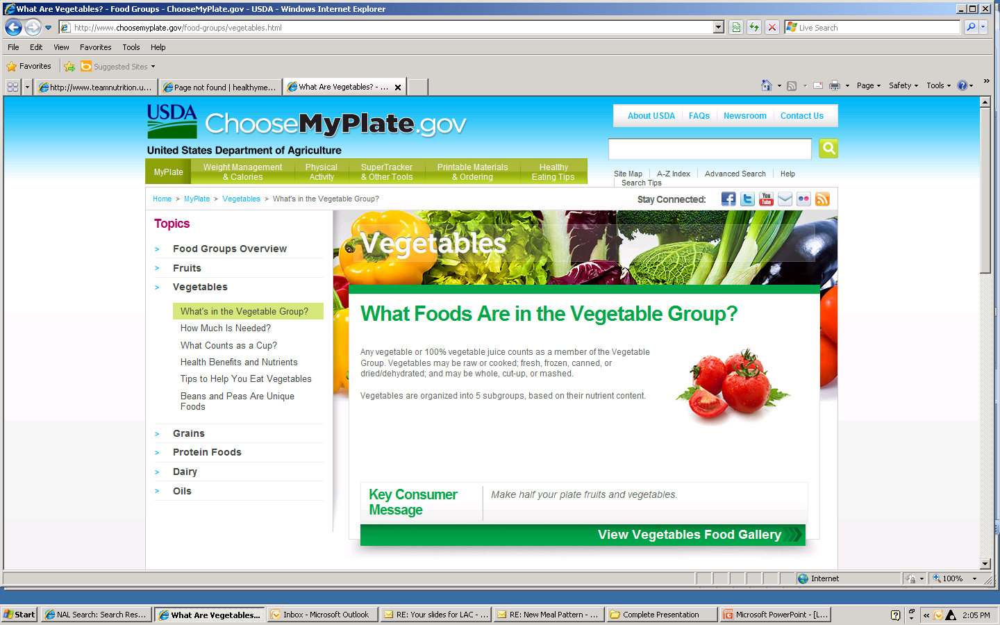 What Are Vegetables? - Food Groups - ChooseMyPlate.gov - USDA - Windows Internet Explorer
http://www.choosemyplate.gov/food-groups/vegetables.html
Live Search
File Edit View Favorites Tools Help
Favorites Suggested Sites
http://www.teamnutrition.u... Page not found | healthyme... What Are Vegetables? - ... Page Safety Tools
USDA ChooseMyPlate.gov
United States Department of Agriculture
About USDA FAQs Newsroom Contact Us
MyPlate Weight Management & Calories Physical Activity SuperTracker & Other Tools Printable Materials & Ordering Healthy Eating Tips
Site Map A-Z Index Advanced Search Help
Search Tips
Home > MyPlate > Vegetables > What's in the Vegetable Group?
Stay Connected:
You Tube
Topics
> Food Groups Overview
> Fruits
> Vegetables
What's in the Vegetable Group?
How Much Is Needed?
What Counts as a Cup?
Health Benefits and Nutrients
Tips to Help You Eat Vegetables
Beans and Peas Are Unique
Foods
> Grains
> Protein Foods
> Dairy
> Oils
Vegetables
What Foods Are in the Vegetable Group?
Any vegetable or 100% vegetable juice counts as a member of the Vegetable
Group. Vegetables may be raw or cooked; fresh, frozen, canned, or
dried/dehydrated; and may be whole, cut-up, or mashed.
Vegetables are organized into 5 subgroups, based on their nutrient content.
Key Consumer
Message
Make half your plate fruits and vegetables.
View Vegetables Food Gallery
Internet 100%
Start NAL Search: Search Res... What Are Vegetables... Inbox - Microsoft Outlook RE: Your slides for LAC - ... RE: New Meal Pattern - ... Complete Presentation Microsoft PowerPoint - [L... 2:05 PM